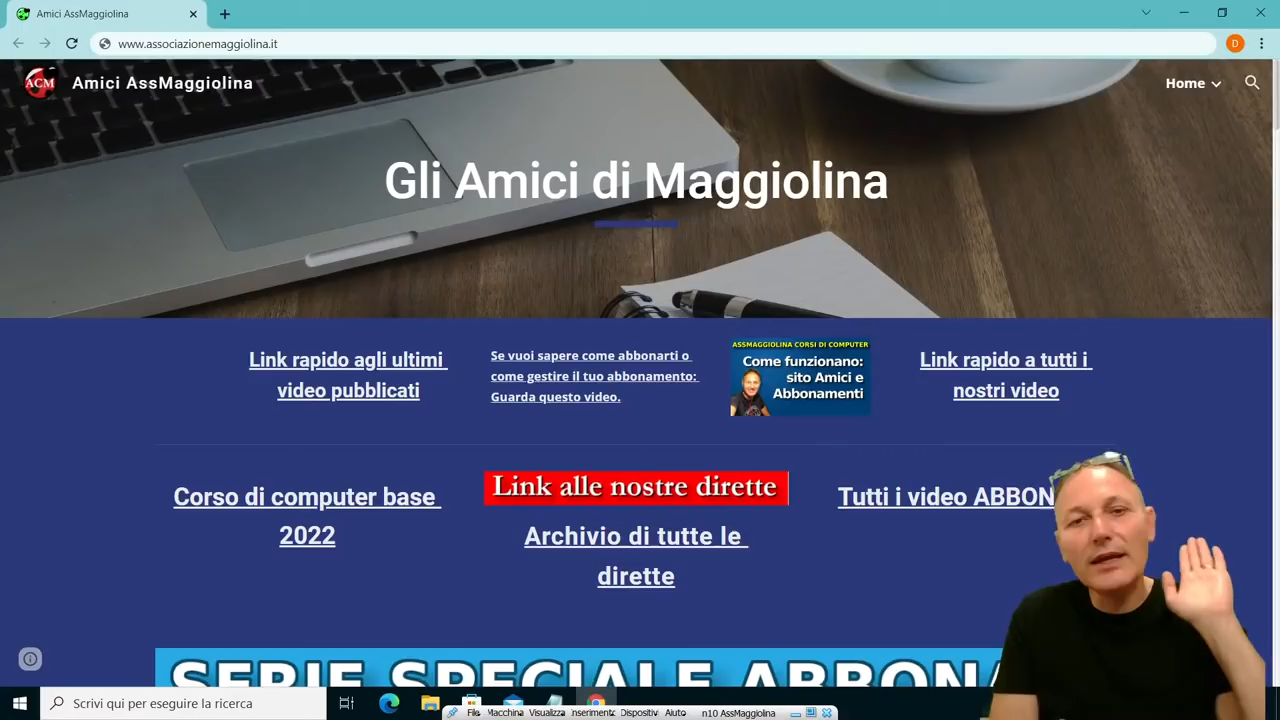 Amici AssMaggiolina
www.associazionemaggiolina.it
D
ACM
Amici AssMaggiolina
Home
Gli Amici di Maggiolina
Link rapido agli ultimi
video pubblicati
Se vuoi sapere come abbonarti o
come gestire il tuo abbonamento:
Guarda questo video.
ASSMAGGIOLINA CORSI DI COMPUTER
Come funzionano:
sito Amici e
Abbonamenti
Link rapido a tutti i
nostri video
Corso di computer base
2022
Link alle nostre dirette
Archivio di tutte le
dirette
Tutti i video ABBON
SERIE SPECIALE ABBONA
Scrivi qui per eseguire la ricerca
File Macchina Visualizza Inserimento Dispositivi Aiuto n10 AssMaggiolina